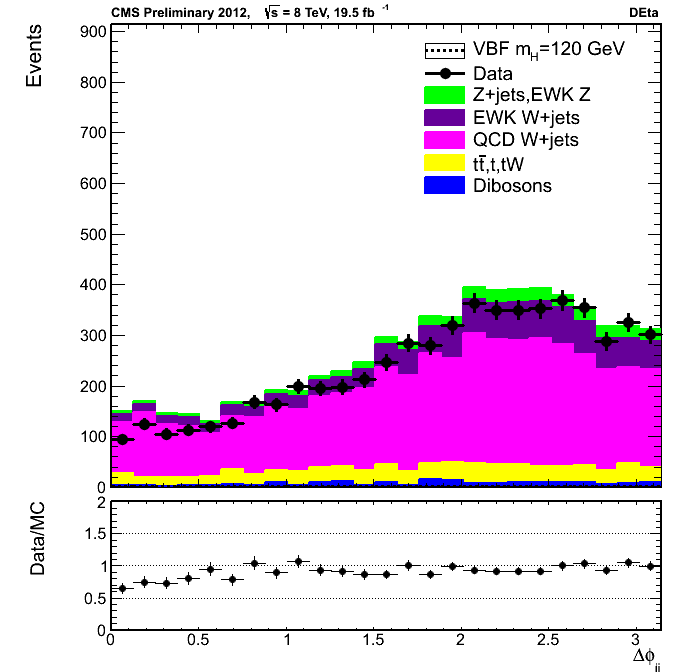 CMS Preliminary 2012, √s = 8 TeV, 19.5 fb⁻¹ DEta
Events
900
800
700
600
500
400
300
200
100
0
VBF m_H=120 GeV
Data
Z+jets,EWK Z
EWK W+jets
QCD W+jets
tt̄,t,tW
Dibosons
Data/MC
2
1.5
1
0.5
0
0 0.5 1 1.5 2 2.5 3
Δϕ_jj